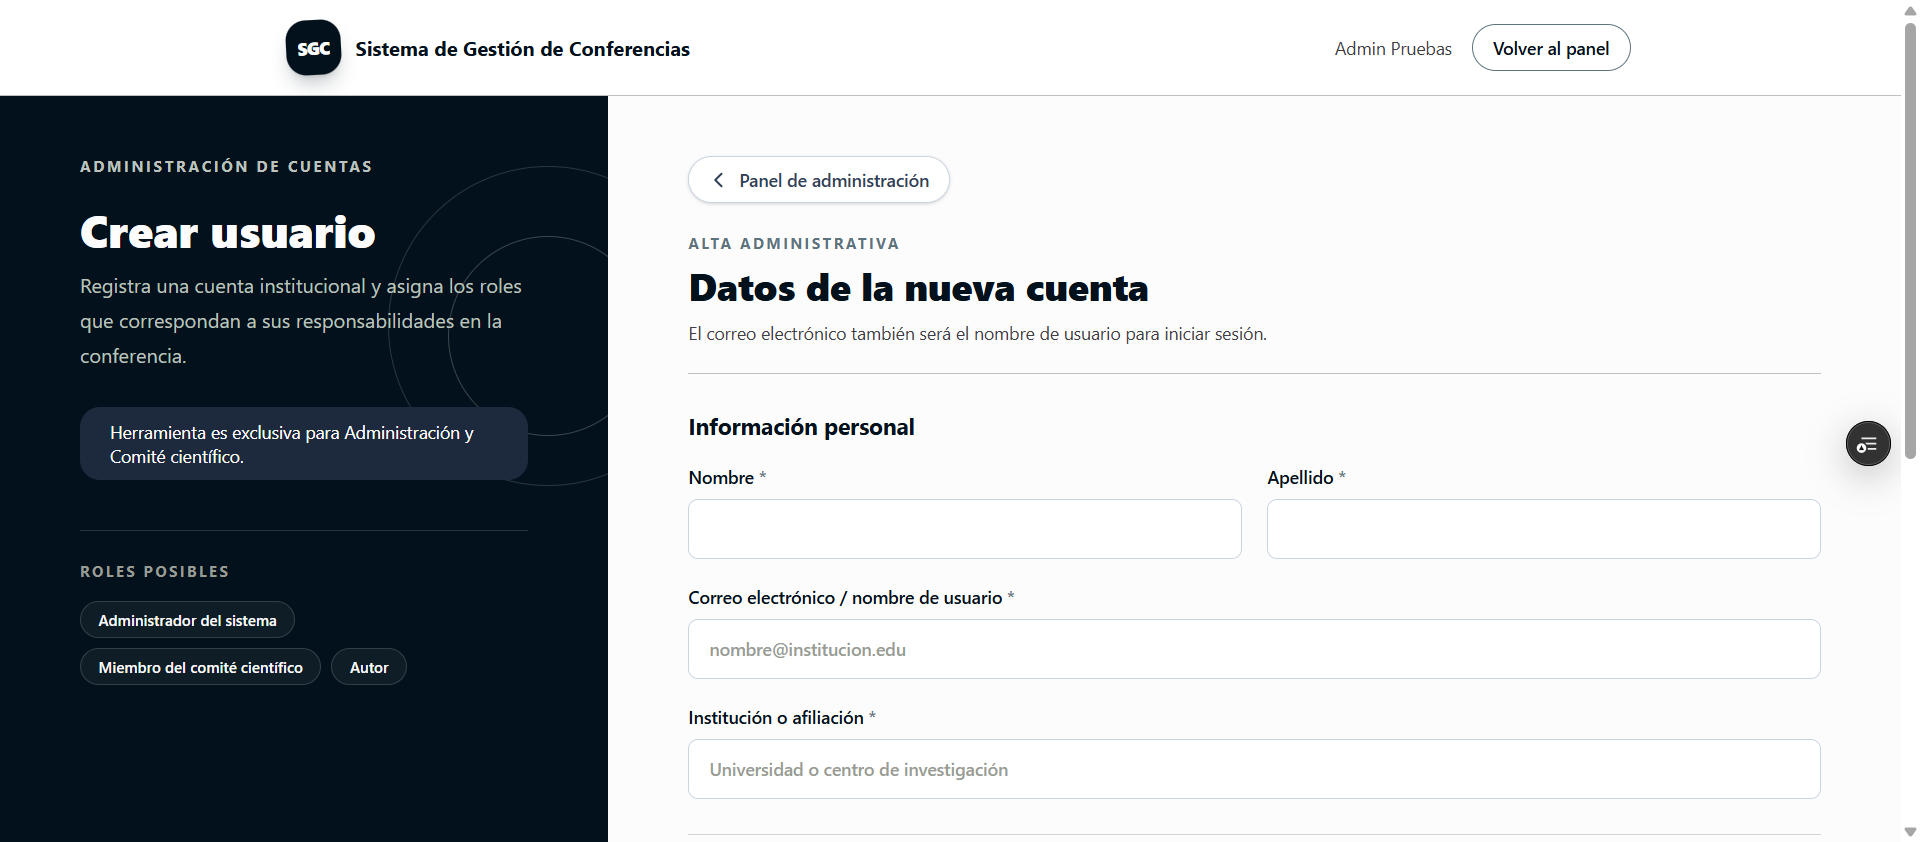 SGC
Sistema de Gestión de Conferencias
Admin Pruebas
Volver al panel
ADMINISTRACIÓN DE CUENTAS
Crear usuario
Registra una cuenta institucional y asigna los roles
que correspondan a sus responsabilidades en la
conferencia.
Herramienta es exclusiva para Administración y
Comité científico.
ROLES POSIBLES
Administrador del sistema
Miembro del comité científico
Autor
Panel de administración
ALTA ADMINISTRATIVA
Datos de la nueva cuenta
El correo electrónico también será el nombre de usuario para iniciar sesión.
Información personal
Nombre *
Apellido *
Correo electrónico / nombre de usuario *
nombre@institucion.edu
Institución o afiliación *
Universidad o centro de investigación